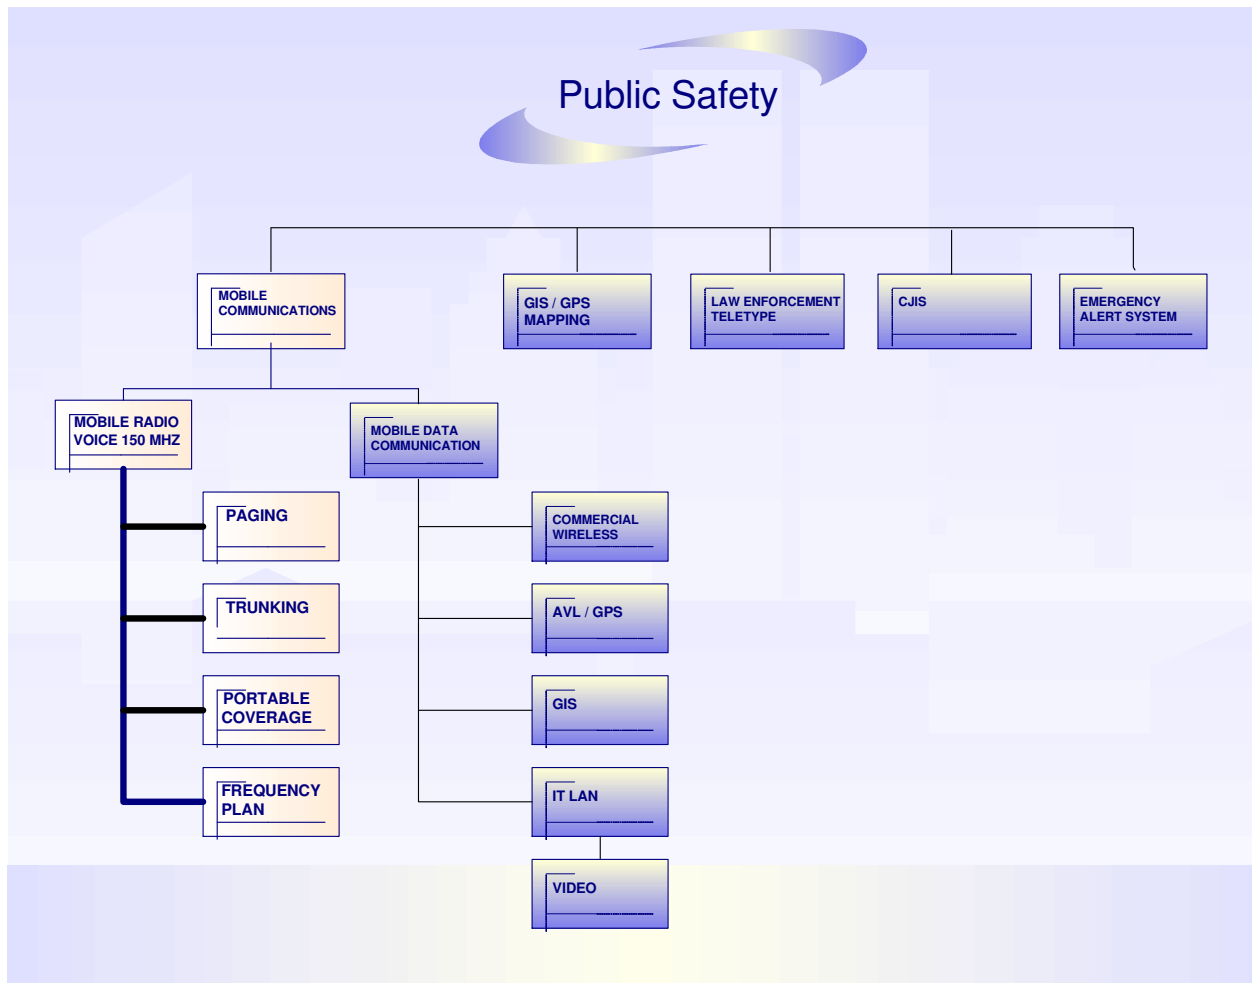 Public Safety
MOBILE
COMMUNICATIONS
GIS / GPS
MAPPING
LAW ENFORCEMENT
TELETYPE
CJIS
EMERGENCY
ALERT SYSTEM
MOBILE RADIO
VOICE 150 MHZ
MOBILE DATA
COMMUNICATION
PAGING
COMMERCIAL
WIRELESS
TRUNKING
AVL / GPS
PORTABLE
COVERAGE
GIS
FREQUENCY
PLAN
IT LAN
VIDEO